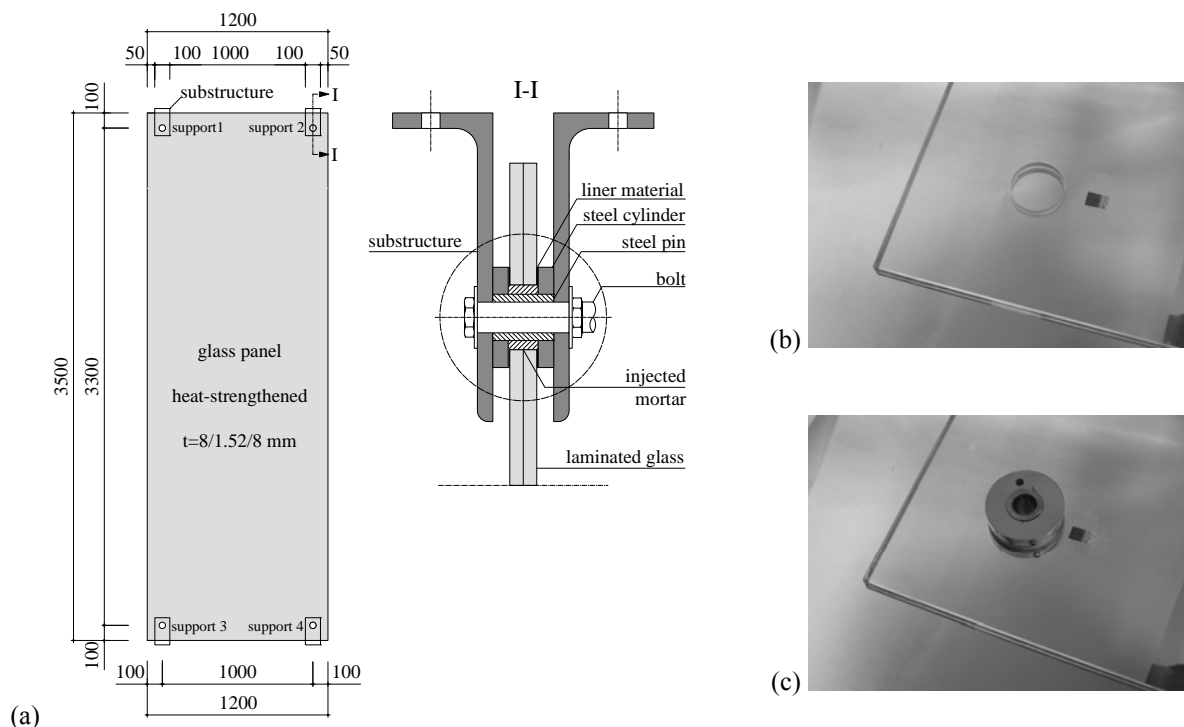 1200
50 100 1000 100 50
I-I
100
substructure
I
support1
support 2
I
liner material
steel cylinder
substructure
steel pin
bolt
(b)
glass panel
3500
3300
heat-strengthened
injected
mortar
t=8/1.52/8 mm
laminated glass
support 3
support 4
100
100 1000 100
1200
(a)
(c)